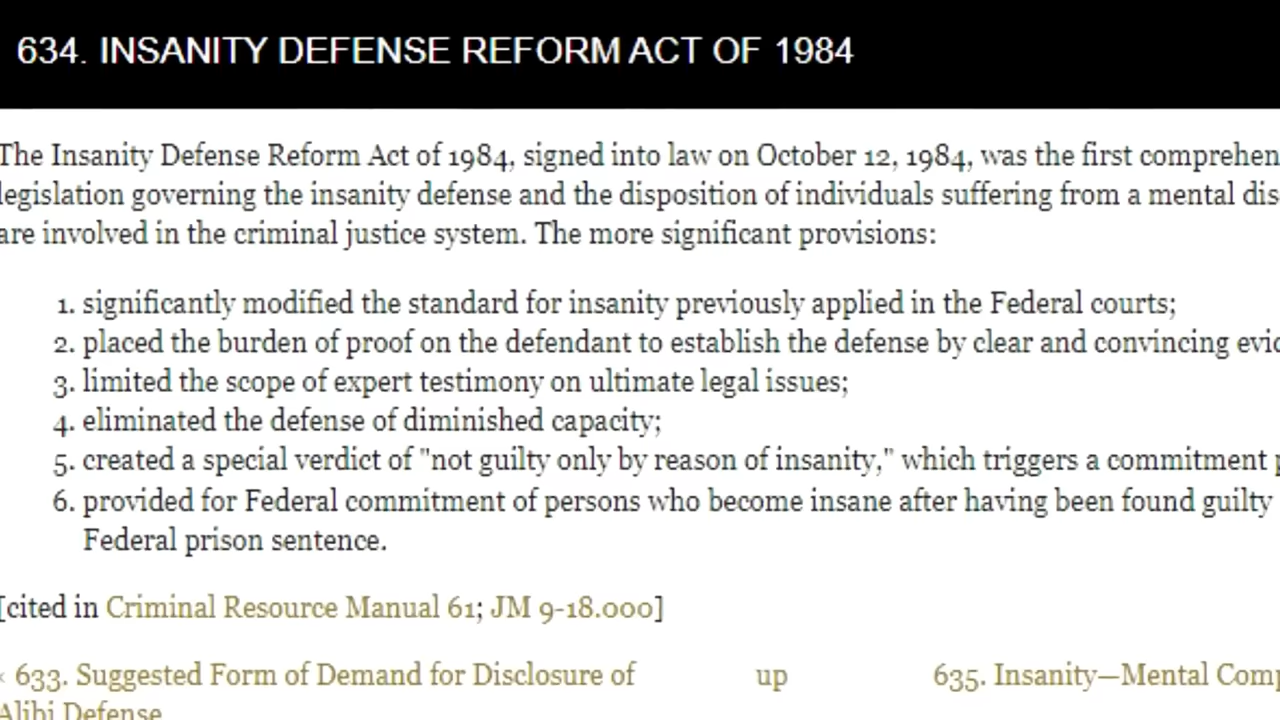 634. INSANITY DEFENSE REFORM ACT OF 1984
The Insanity Defense Reform Act of 1984, signed into law on October 12, 1984, was the first comprehen
legislation governing the insanity defense and the disposition of individuals suffering from a mental dis
are involved in the criminal justice system. The more significant provisions:
1. significantly modified the standard for insanity previously applied in the Federal courts;
2. placed the burden of proof on the defendant to establish the defense by clear and convincing evid
3. limited the scope of expert testimony on ultimate legal issues;
4. eliminated the defense of diminished capacity;
5. created a special verdict of "not guilty only by reason of insanity," which triggers a commitment p
6. provided for Federal commitment of persons who become insane after having been found guilty
Federal prison sentence.
[cited in Criminal Resource Manual 61; JM 9-18.000]
‹ 633. Suggested Form of Demand for Disclosure of up 635. Insanity—Mental Comp
Alibi Defense